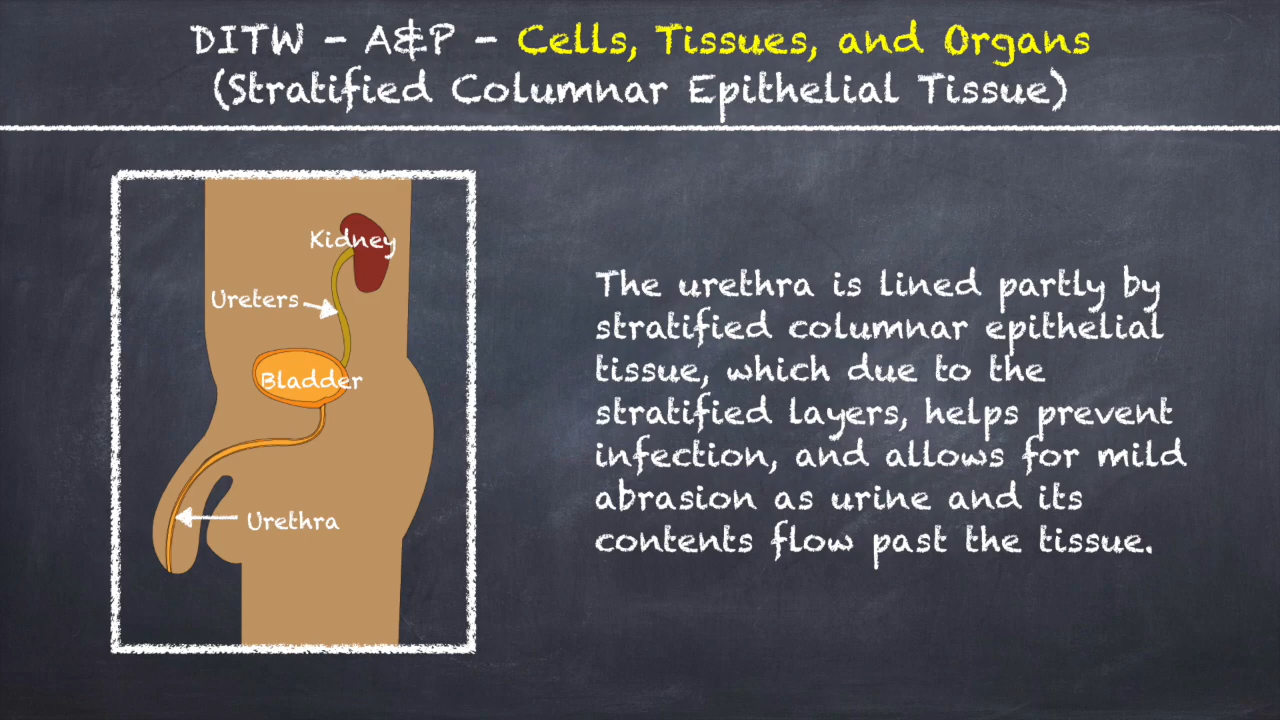 DITW - A&P - Cells, Tissues, and Organs
(Stratified Columnar Epithelial Tissue)
Kidney
Ureters
Bladder
Urethra
The urethra is lined partly by
stratified columnar epithelial
tissue, which due to the
stratified layers, helps prevent
infection, and allows for mild
abrasion as urine and its
contents flow past the tissue.